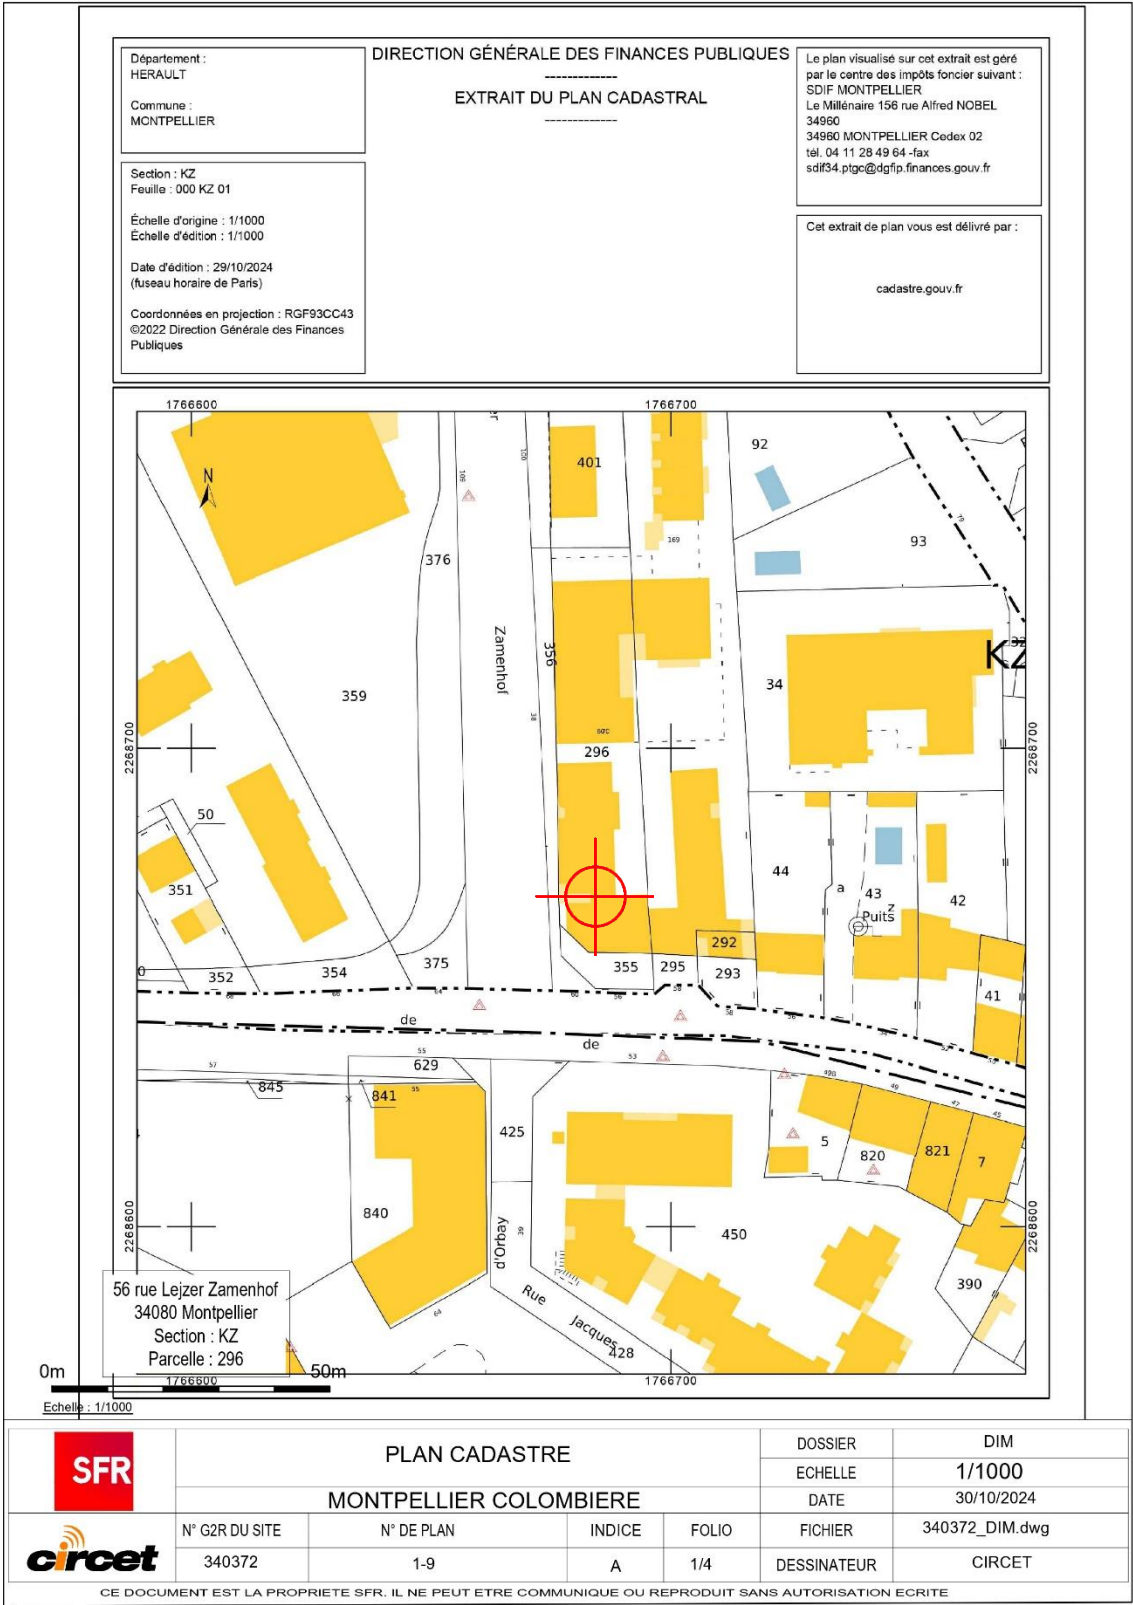 Département :
HERAULT
Commune :
MONTPELLIER
Section : KZ
Feuille : 000 KZ 01
Échelle d'origine : 1/1000
Échelle d'édition : 1/1000
Date d'édition : 29/10/2024
(fuseau horaire de Paris)
Coordonnées en projection : RGF93CC43
©2022 Direction Générale des Finances
Publiques
DIRECTION GÉNÉRALE DES FINANCES PUBLIQUES
-------------
EXTRAIT DU PLAN CADASTRAL
-------------
Le plan visualisé sur cet extrait est géré
par le centre des impôts foncier suivant :
SDIF MONTPELLIER
Le Millénaire 156 rue Alfred NOBEL
34960
34960 MONTPELLIER Cedex 02
tél. 04 11 28 49 64 -fax
sdif34.ptgc@dgfip.finances.gouv.fr
Cet extrait de plan vous est délivré par :
cadastre.gouv.fr
1766600
1766700
N
401
92
93
169
376
Zamenhof
356
359
34
KZ
2268700
2268700
296
50
351
44
a
43
z
Puits
42
292
293
355
295
375
354
352
41
de
de
629
845
841
425
5
820
821
7
840
d'Orbay
450
390
2268600
2268600
Rue
Jacques
428
56 rue Lejzer Zamenhof
34080 Montpellier
Section : KZ
Parcelle : 296
0m
50m
1766600
1766700
Echelle : 1/1000
SFR
PLAN CADASTRE
DOSSIER
DIM
ECHELLE
1/1000
MONTPELLIER COLOMBIERE
DATE
30/10/2024
circet
N° G2R DU SITE
N° DE PLAN
INDICE
FOLIO
FICHIER
340372_DIM.dwg
340372
1-9
A
1/4
DESSINATEUR
CIRCET
CE DOCUMENT EST LA PROPRIETE SFR. IL NE PEUT ETRE COMMUNIQUE OU REPRODUIT SANS AUTORISATION ECRITE